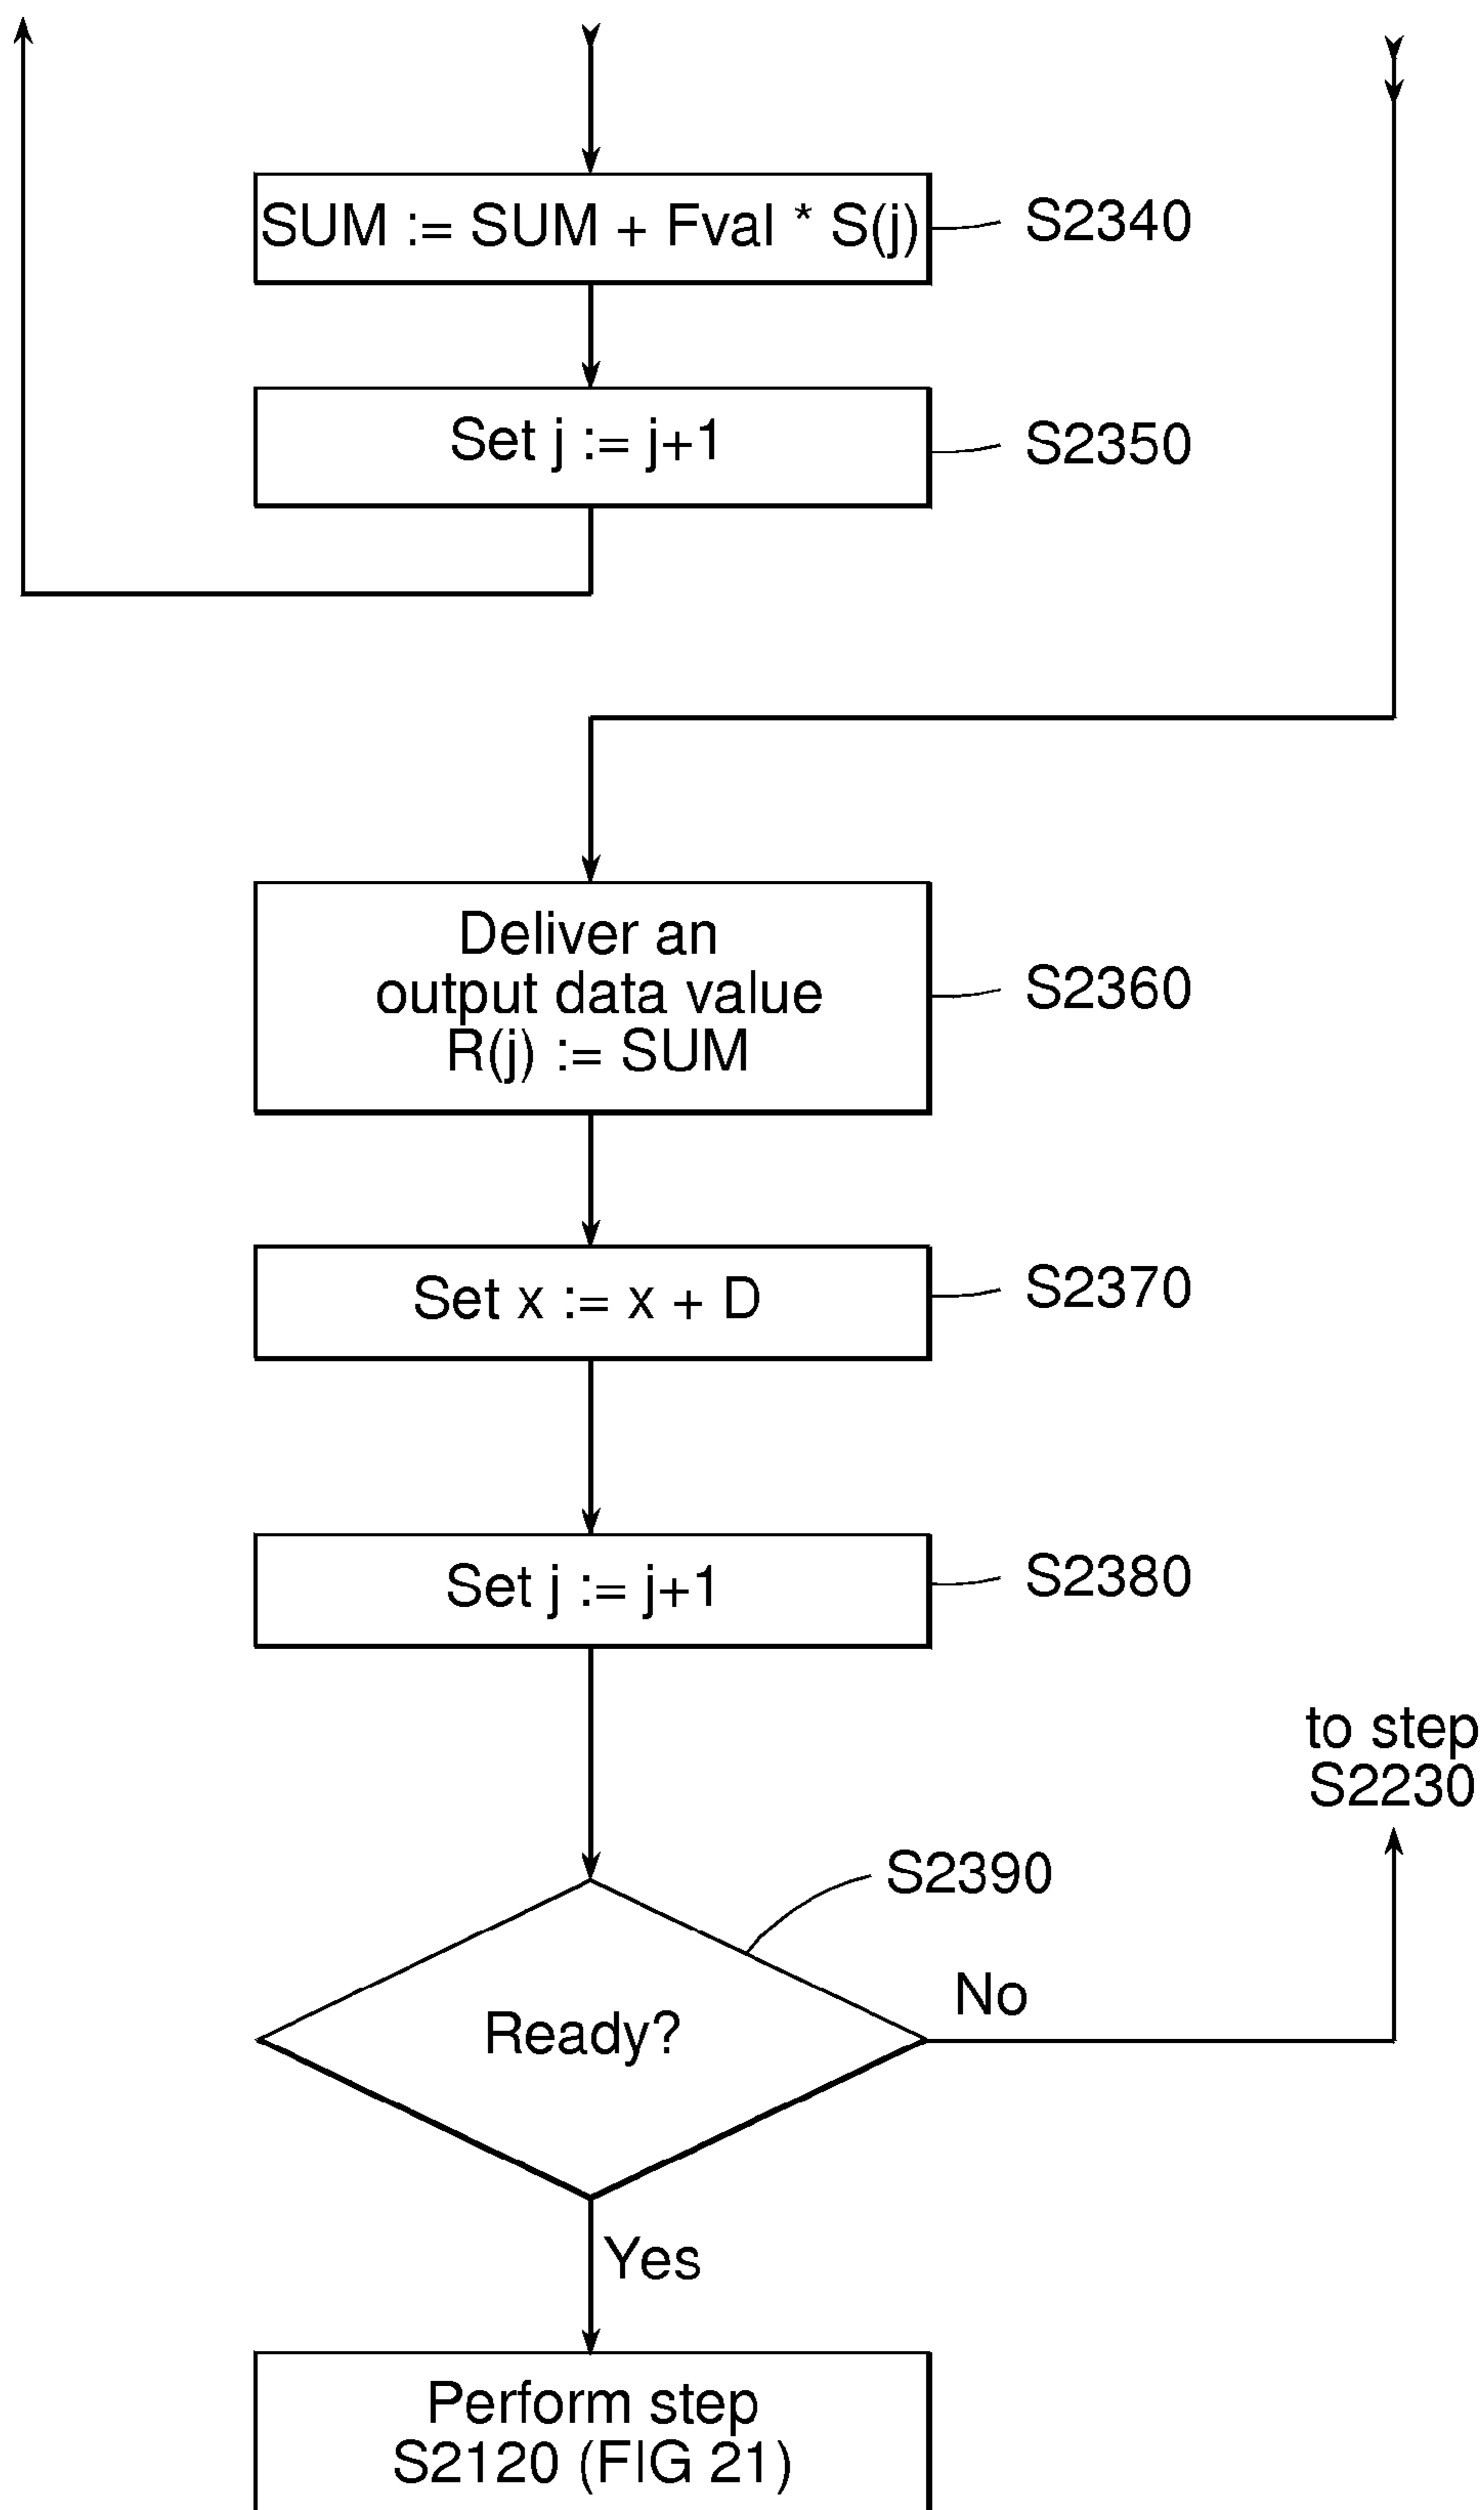 SUM := SUM + Fval * S(j)
S2340
Set j := j+1
S2350
Deliver an
output data value
R(j) := SUM
S2360
Set x := x + D
S2370
Set j := j+1
S2380
to step
S2230
S2390
No
Ready?
Yes
Perform step
S2120 (FIG 21)